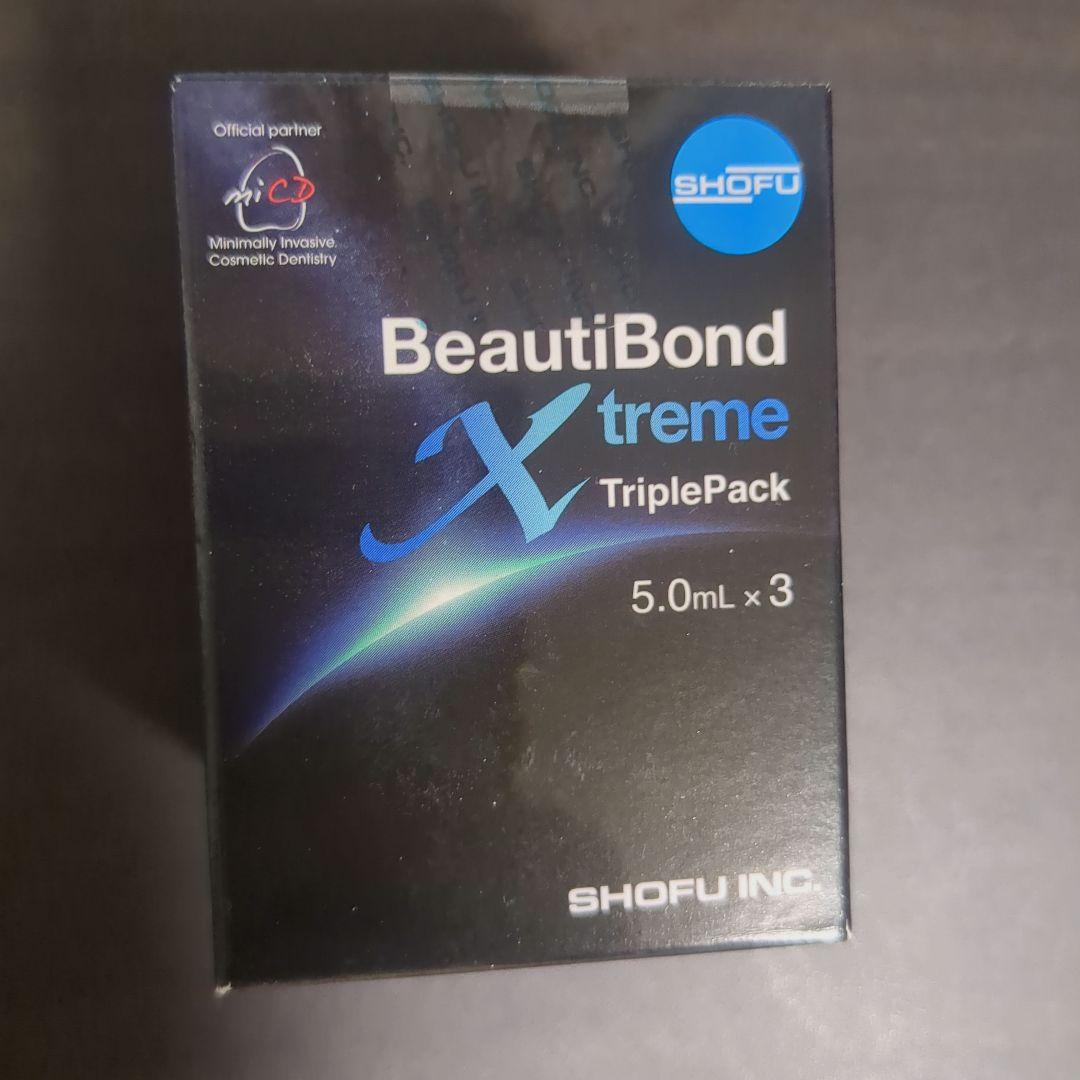 Official partner
miCD
Minimally Invasive
Cosmetic Dentistry
SHOFU
BeautiBond
Xtreme
TriplePack
5.0mL × 3
SHOFU INC.